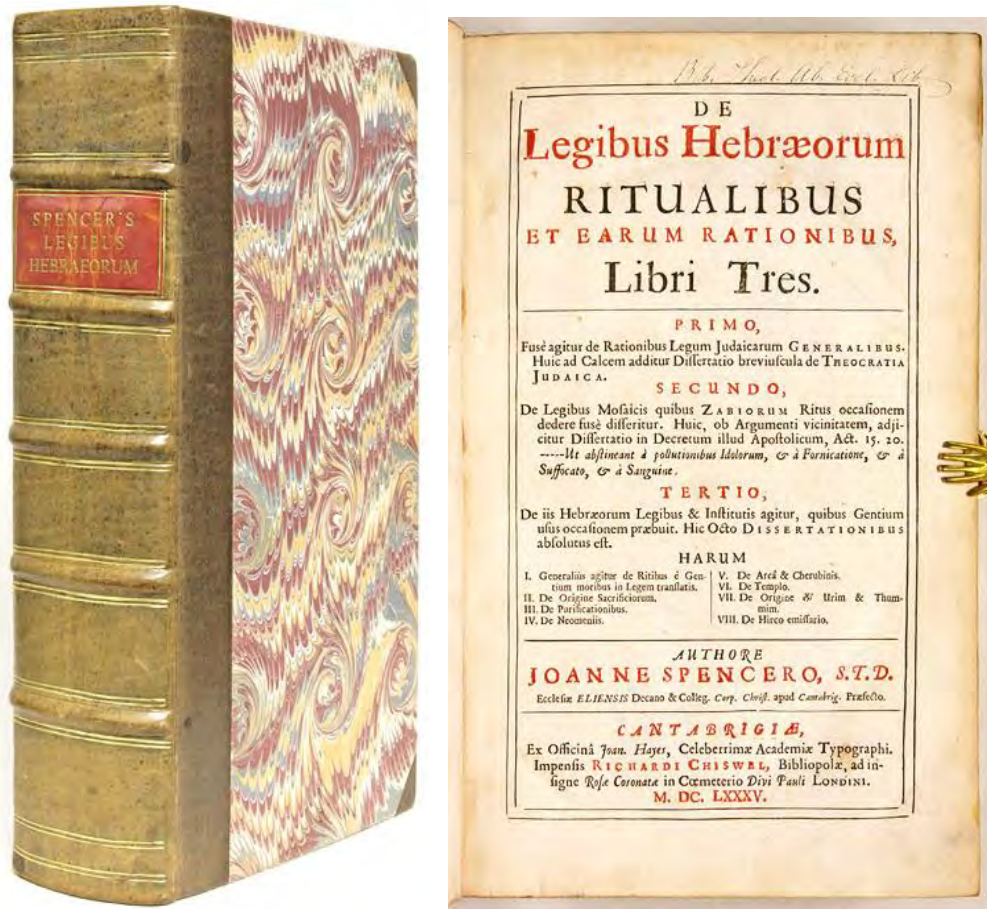 SPENCER'S
LEGIBUS
HEBRAEORUM
DE
Legibus Hebræorum
RITUALIBUS
ET EARUM RATIONIBUS,
Libri Tres.
PRIMO,
Fusè agitur de Rationibus Legum Judaicarum GENERALIBUS.
Huic ad Calcem additur Dissertatio breviuſcula de THEOCRATIA
JUDAICA.
SECUNDO,
De Legibus Moſaicis quibus ZABIORUM Ritus occaſionem
dedere fusè diſſeritur. Huic, ob Argumenti vicinitatem, adji-
citur Diſſertatio in Decretum illud Apoſtolicum, Act. 15. 20.
-----Ut abſtineant à pollutionibus Idolorum, & à Fornicatione, & à
Suffocato, & à Sanguine.
TERTIO,
De iis Hebræorum Legibus & Inſtitutis agitur, quibus Gentium
uſus occaſionem præbuit. Hic Octo DISSERTATIONIBUS
abſolutus eſt.
HARUM
I. Generaliùs agitur de Ritibus é Gen-
tium moribus in Legem tranſlatis.
II. De Origine Sacrificiorum.
III. De Purificationibus.
IV. De Neomeniis.
V. De Arcâ & Cherubinis.
VI. De Templo.
VII. De Origine & Urim & Thum-
mim.
VIII. De Hirco emiſſario.
AUTHORE
JOANNE SPENCERO, S.T.D.
Eccleſiæ ELIENSIS Decano & Colleg. Corp. Chriſt. apud Cantabrig. Præfecto.
CANTABRIGIÆ,
Ex Officinâ Joan. Hayes, Celeberrimæ Academiæ Typographi.
Impenſis RICHARDI CHISWEL, Bibliopolæ, ad in-
ſigne Roſæ Coronatæ in Cœmeterio Divi Pauli LONDINI.
M. DC. LXXXV.